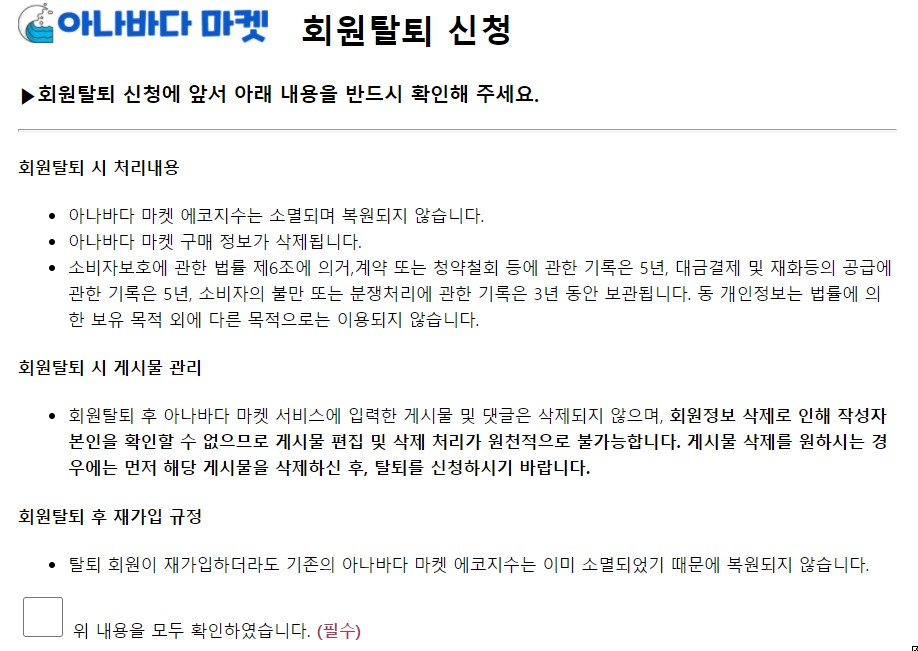 아나바다 마켓 회원탈퇴 신청
▶회원탈퇴 신청에 앞서 아래 내용을 반드시 확인해 주세요.
회원탈퇴 시 처리내용
• 아나바다 마켓 에코지수는 소멸되며 복원되지 않습니다.
• 아나바다 마켓 구매 정보가 삭제됩니다.
• 소비자보호에 관한 법률 제6조에 의거,계약 또는 청약철회 등에 관한 기록은 5년, 대금결제 및 재화등의 공급에
관한 기록은 5년, 소비자의 불만 또는 분쟁처리에 관한 기록은 3년 동안 보관됩니다. 동 개인정보는 법률에 의
한 보유 목적 외에 다른 목적으로는 이용되지 않습니다.
회원탈퇴 시 게시물 관리
• 회원탈퇴 후 아나바다 마켓 서비스에 입력한 게시물 및 댓글은 삭제되지 않으며, 회원정보 삭제로 인해 작성자
본인을 확인할 수 없으므로 게시물 편집 및 삭제 처리가 원천적으로 불가능합니다. 게시물 삭제를 원하시는 경
우에는 먼저 해당 게시물을 삭제하신 후, 탈퇴를 신청하시기 바랍니다.
회원탈퇴 후 재가입 규정
• 탈퇴 회원이 재가입하더라도 기존의 아나바다 마켓 에코지수는 이미 소멸되었기 때문에 복원되지 않습니다.
위 내용을 모두 확인하였습니다. (필수)